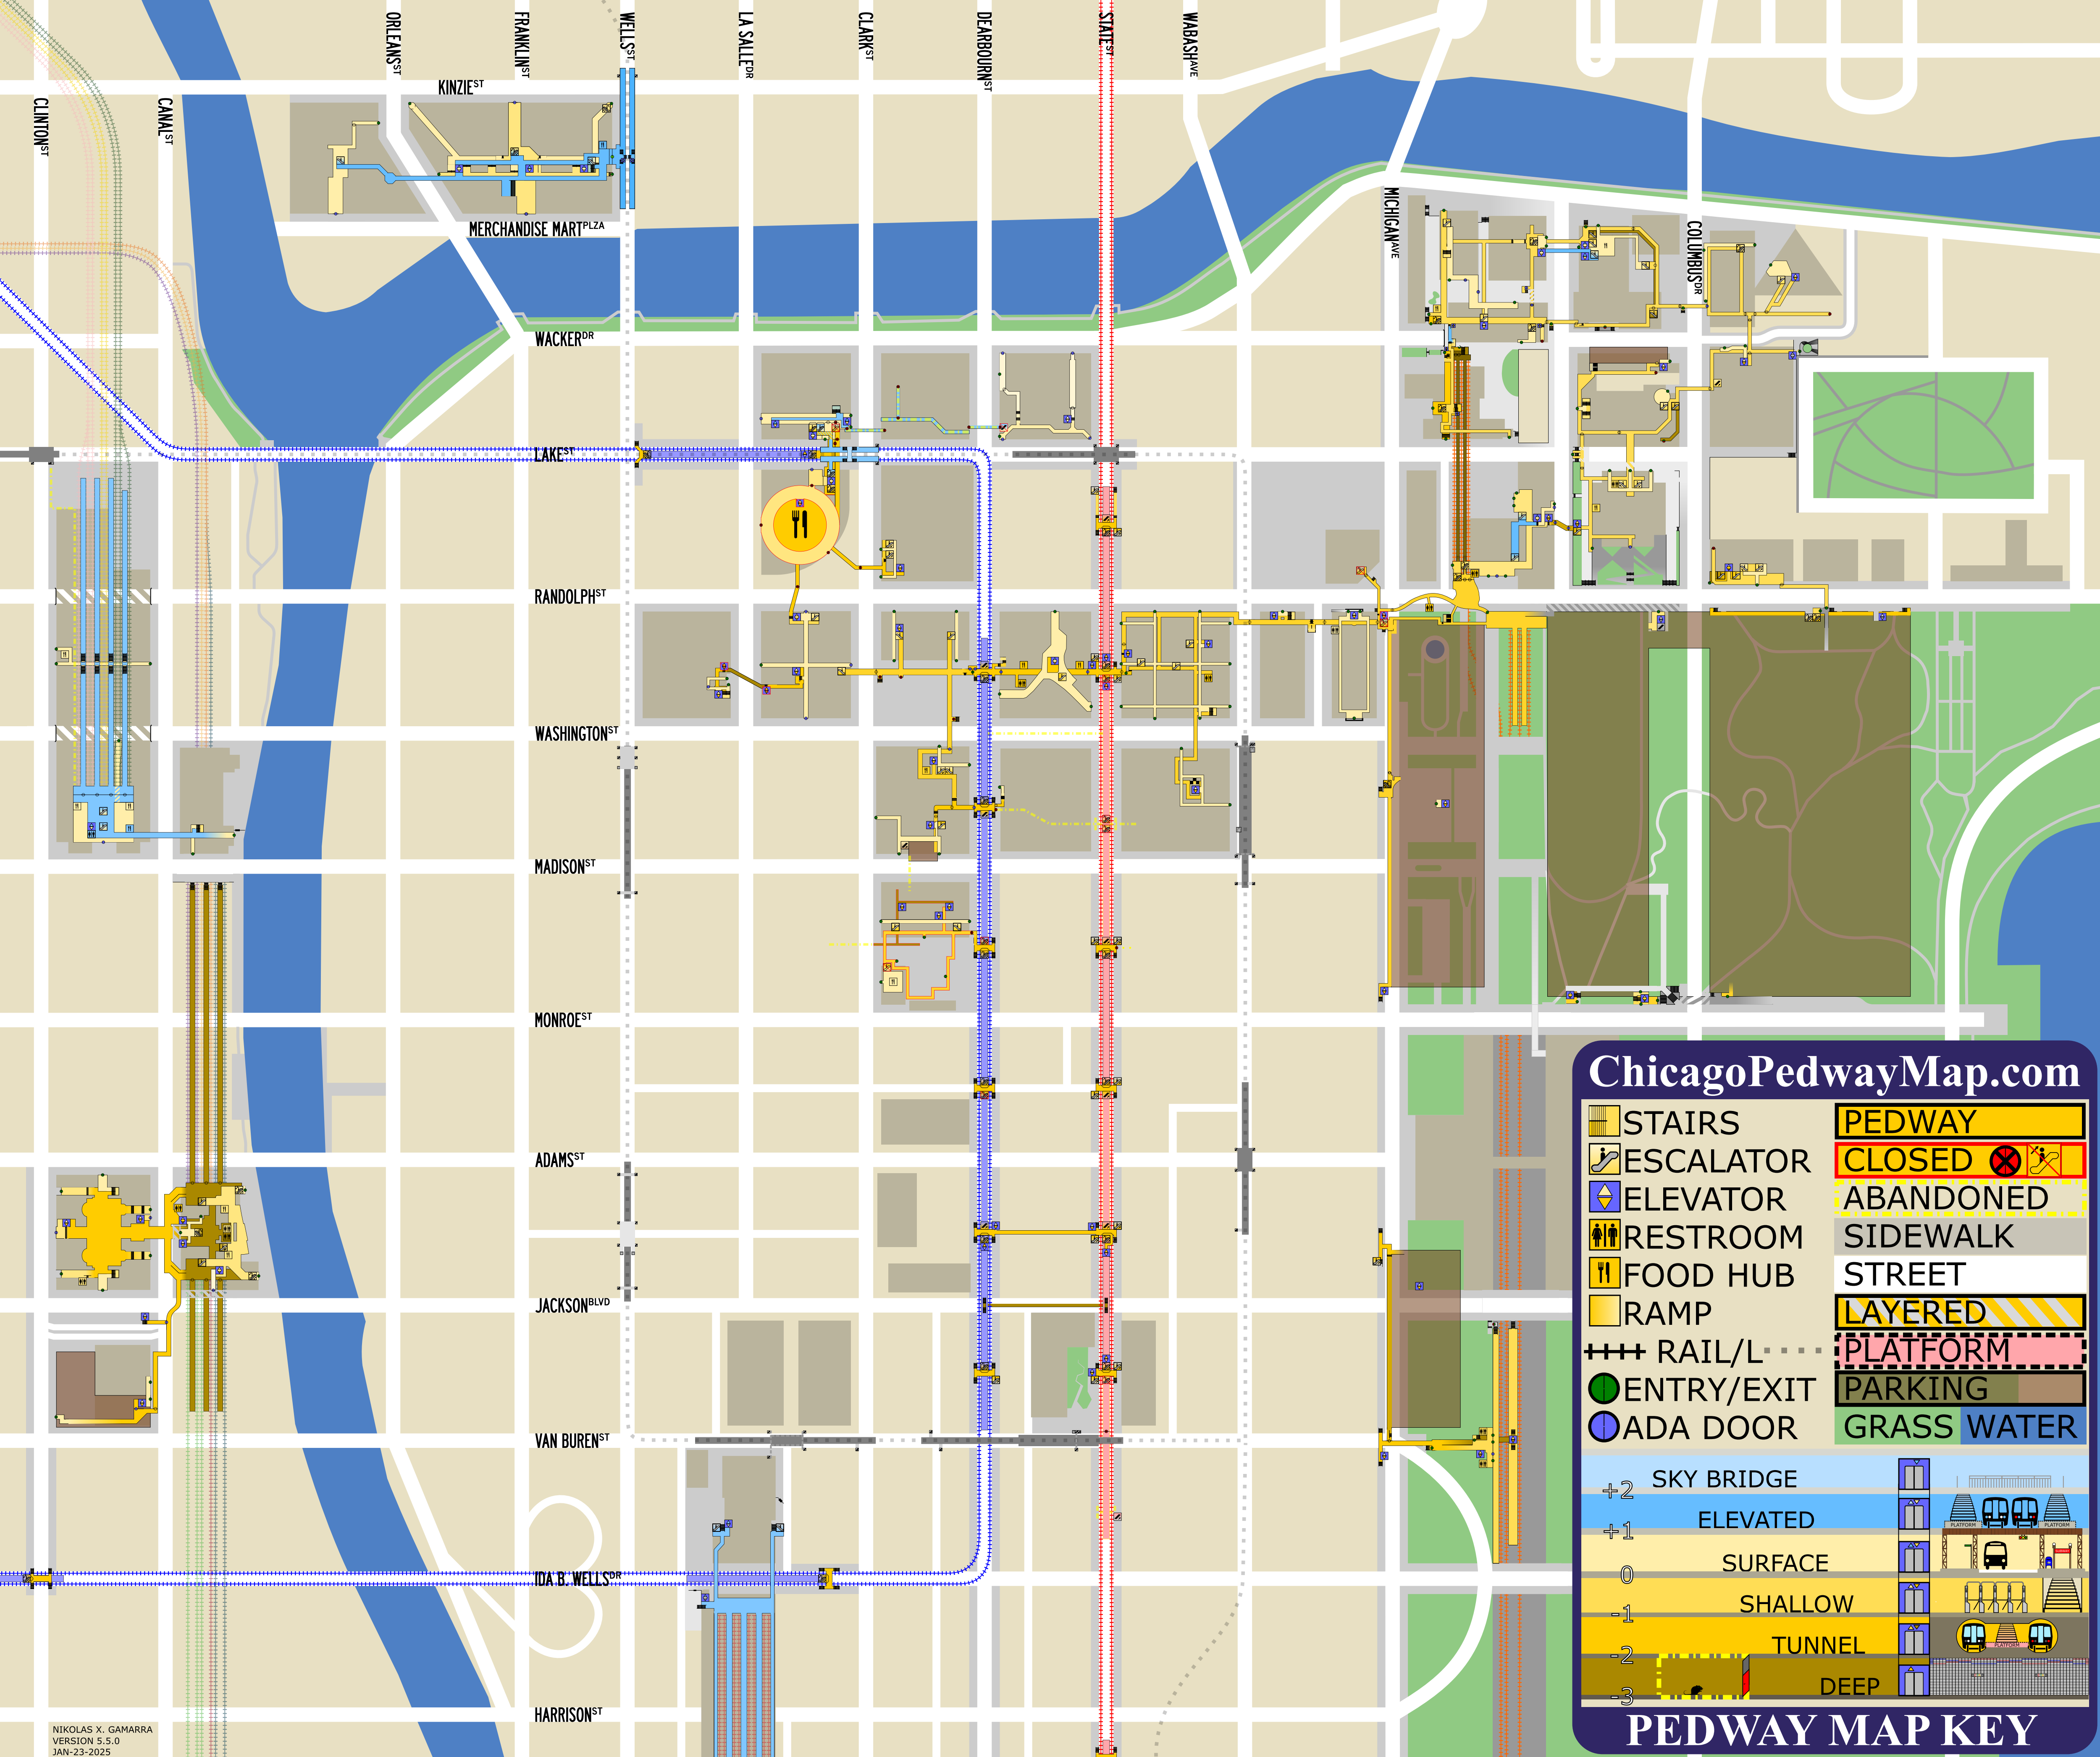 ORLEANS ST
FRANKLIN ST
WELLS ST
LA SALLE DR
CLARK ST
DEARBOURN ST
STATE ST
WABASH AVE
CLINTON ST
CANAL ST
KINZIE ST
MERCHANDISE MART PLZA
MICHIGAN AVE
COLUMBUS DR
WACKER DR
LAKE ST
RANDOLPH ST
WASHINGTON ST
MADISON ST
MONROE ST
ADAMS ST
JACKSON BLVD
VAN BUREN ST
IDA B. WELLS DR
HARRISON ST
NIKOLAS X. GAMARRA
VERSION 5.5.0
JAN-23-2025
ChicagoPedwayMap.com
STAIRS
ESCALATOR
ELEVATOR
RESTROOM
FOOD HUB
RAMP
RAIL/L
ENTRY/EXIT
ADA DOOR
PEDWAY
CLOSED
ABANDONED
SIDEWALK
STREET
LAYERED
PLATFORM
PARKING
GRASS WATER
SKY BRIDGE
+2
ELEVATED
PLATFORM PLATFORM
+1
SURFACE
0
SHALLOW
-1
TUNNEL
PLATFORM
-2
DEEP
-3
PEDWAY MAP KEY